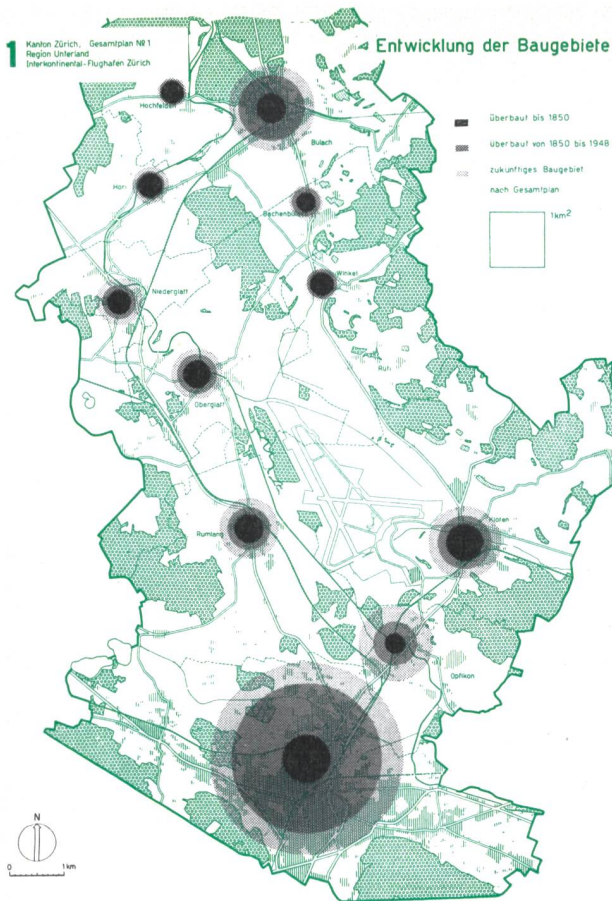 1
Kanton Zürich, Gesamtplan Nº 1
Region Unterland
Interkontinental-Flughafen Zürich
Entwicklung der Baugebiete
überbaut bis 1850
überbaut von 1850 bis 1948
zukünftiges Baugebiet
nach Gesamtplan
1km²
Hochfelden
Bülach
Höri
Bachenbülach
Winkel
Niederglatt
Rüti
Oberglatt
Rümlang
Kloten
Opfikon
N
0 1km